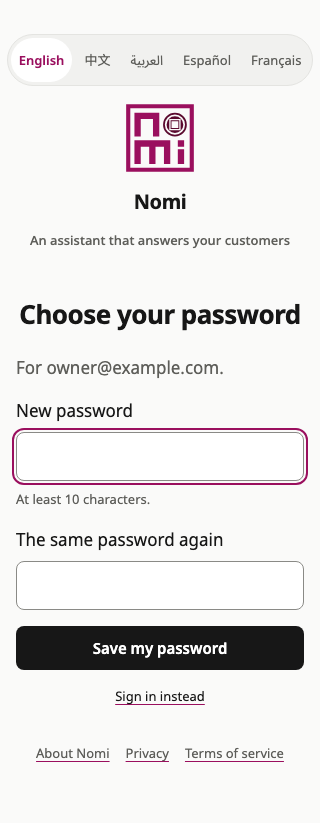 English 中文 العربية Español Français
nomi
Nomi
An assistant that answers your customers
Choose your password
For owner@example.com.
New password
At least 10 characters.
The same password again
Save my password
Sign in instead
About Nomi Privacy Terms of service